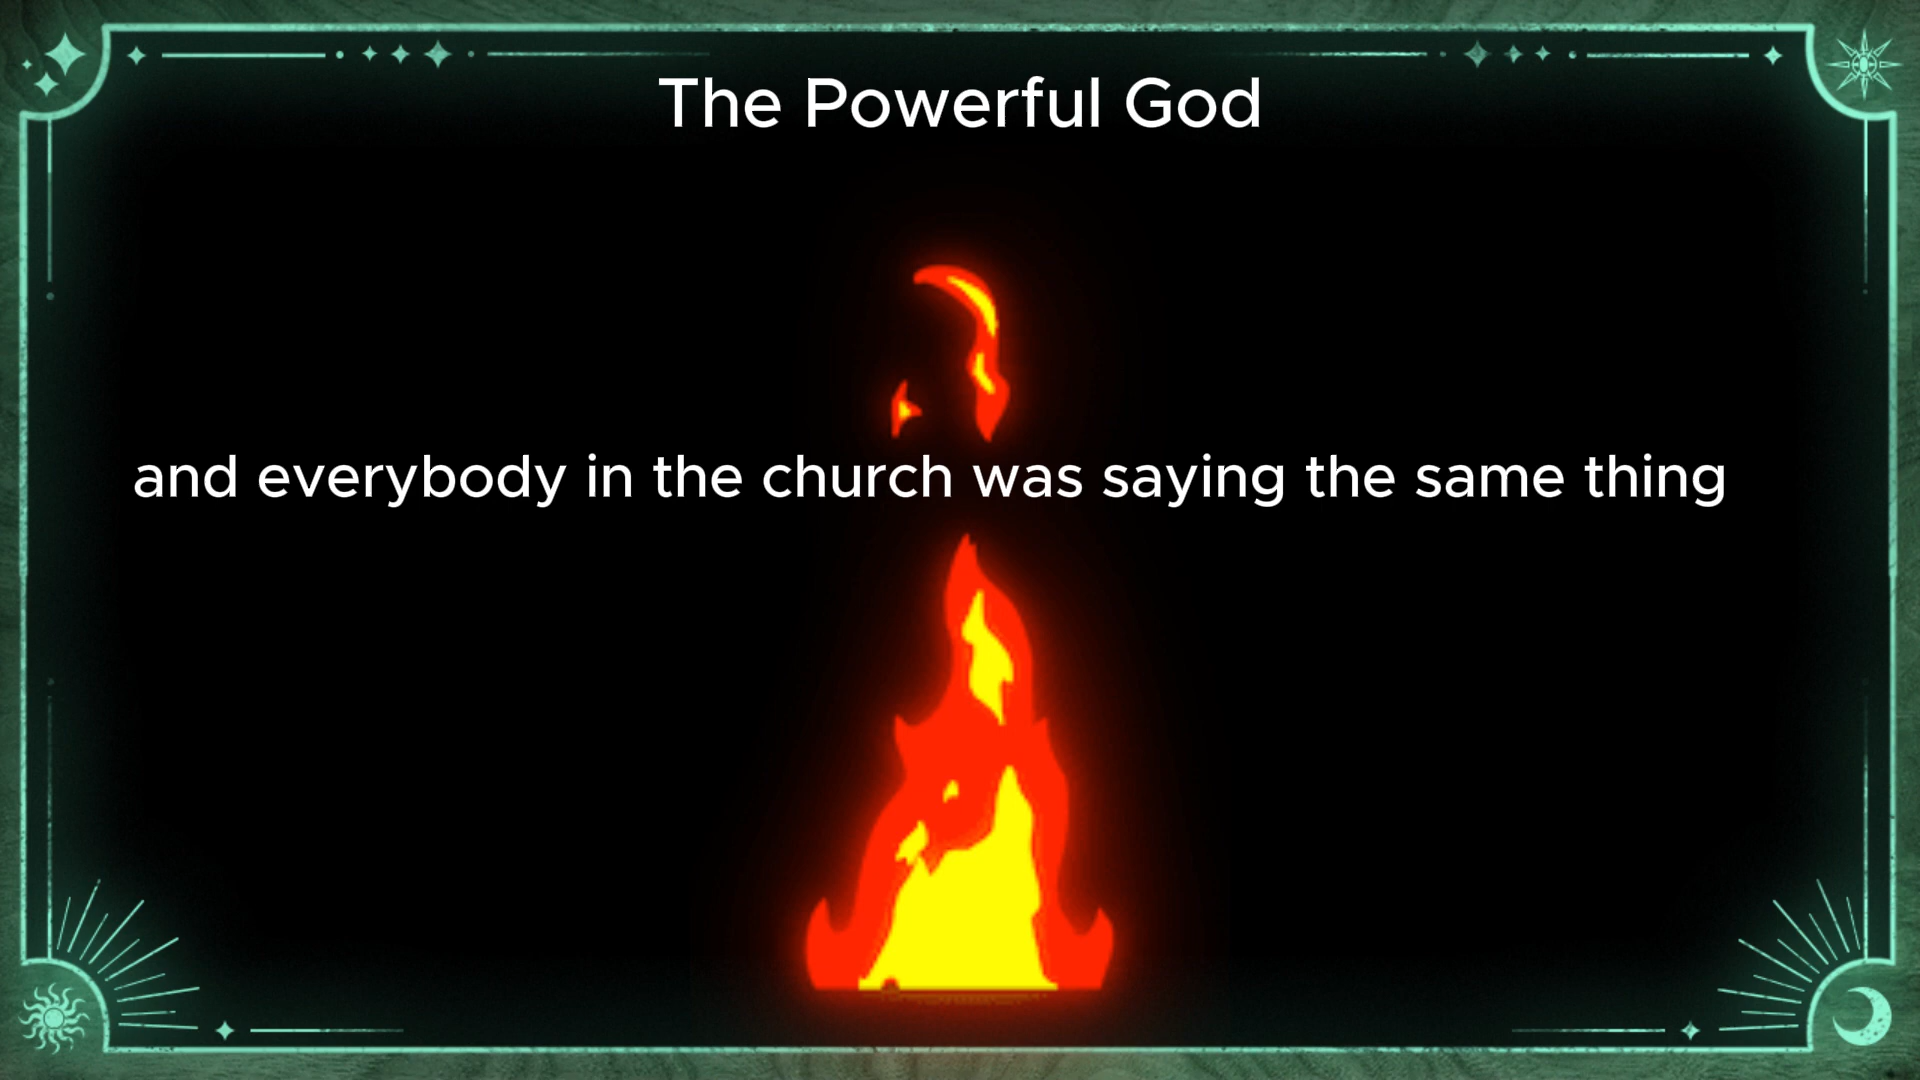 The Powerful God
and everybody in the church was saying the same thing